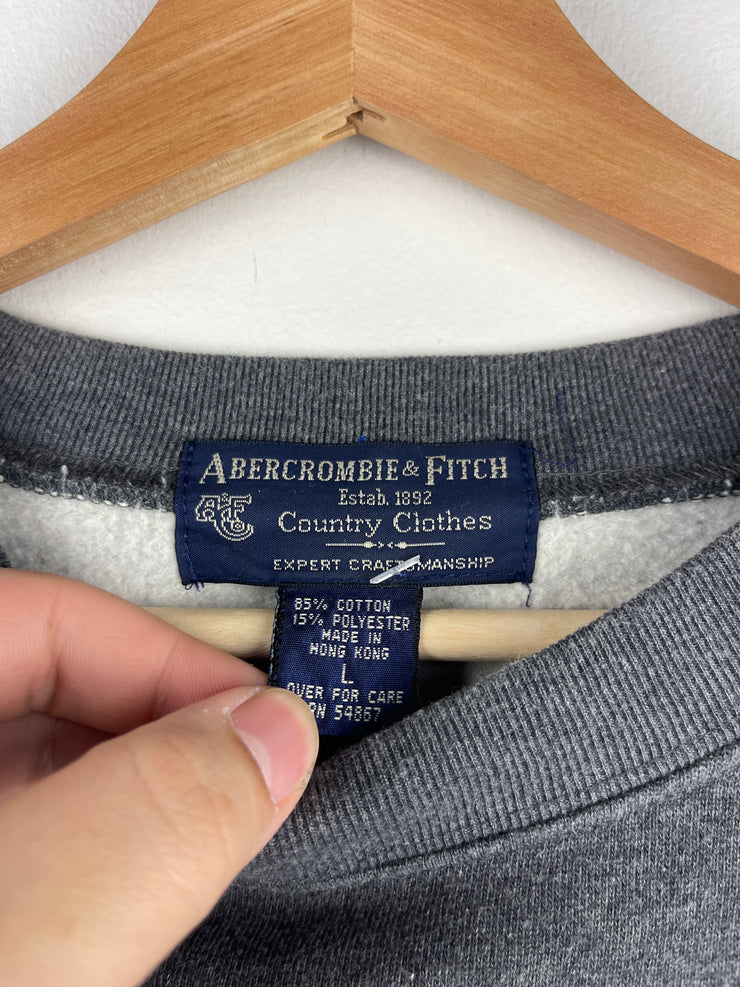 ABERCROMBIE & FITCH
Estab. 1892
A&F Co
Country Clothes
EXPERT CRAFTSMANSHIP
85% COTTON
15% POLYESTER
MADE IN
HONG KONG
L
OVER FOR CARE
RN 54867